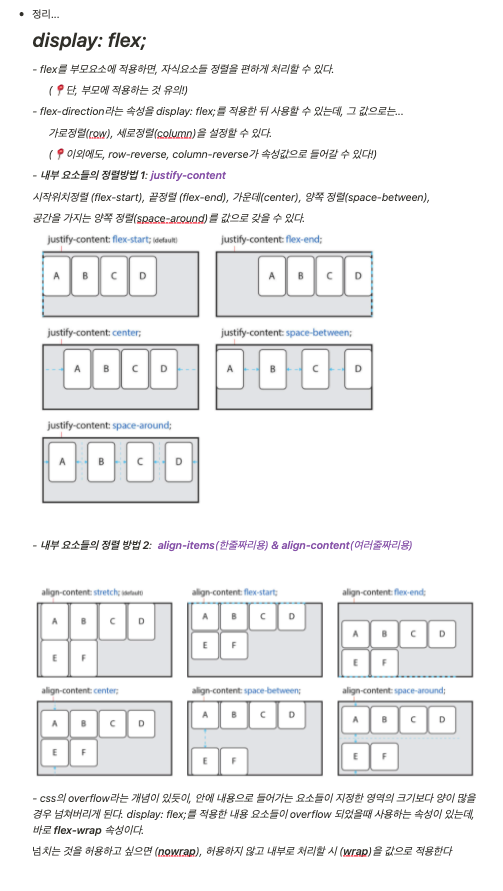 • 정리...
display: flex;
- flex를 부모요소에 적용하면, 자식요소들 정렬을 편하게 처리할 수 있다.
(📍단, 부모에 적용하는 것 유의!)
- flex-direction라는 속성을 display: flex;를 적용한 뒤 사용할 수 있는데, 그 값으로는...
가로정렬(row), 세로정렬(column)을 설정할 수 있다.
(📍이외에도, row-reverse, column-reverse가 속성값으로 들어갈 수 있다!)
- 내부 요소들의 정렬방법 1: justify-content
시작위치정렬 (flex-start), 끝정렬 (flex-end), 가운데(center), 양쪽 정렬(space-between),
공간을 가지는 양쪽 정렬(space-around)를 값으로 갖을 수 있다.
justify-content: flex-start; (default)
justify-content: flex-end;
A B C D
A B C D
justify-content: center;
justify-content: space-between;
A B C D
A B C D
justify-content: space-around;
A B C D
- 내부 요소들의 정렬 방법 2: align-items(한줄짜리용) & align-content(여러줄짜리용)
align-content: stretch; (default)
align-content: flex-start;
align-content: flex-end;
A B C D
E F
A B C D
E F
A B C D
E F
align-content: center;
align-content: space-between;
align-content: space-around;
A B C D
E F
A B C D
E F
A B C D
E F
- css의 overflow라는 개념이 있듯이, 안에 내용으로 들어가는 요소들이 지정한 영역의 크기보다 양이 많을
경우 넘쳐버리게 된다. display: flex;를 적용한 내용 요소들이 overflow 되었을때 사용하는 속성이 있는데,
바로 flex-wrap 속성이다.
넘치는 것을 허용하고 싶으면 (nowrap), 허용하지 않고 내부로 처리할 시 (wrap)을 값으로 적용한다